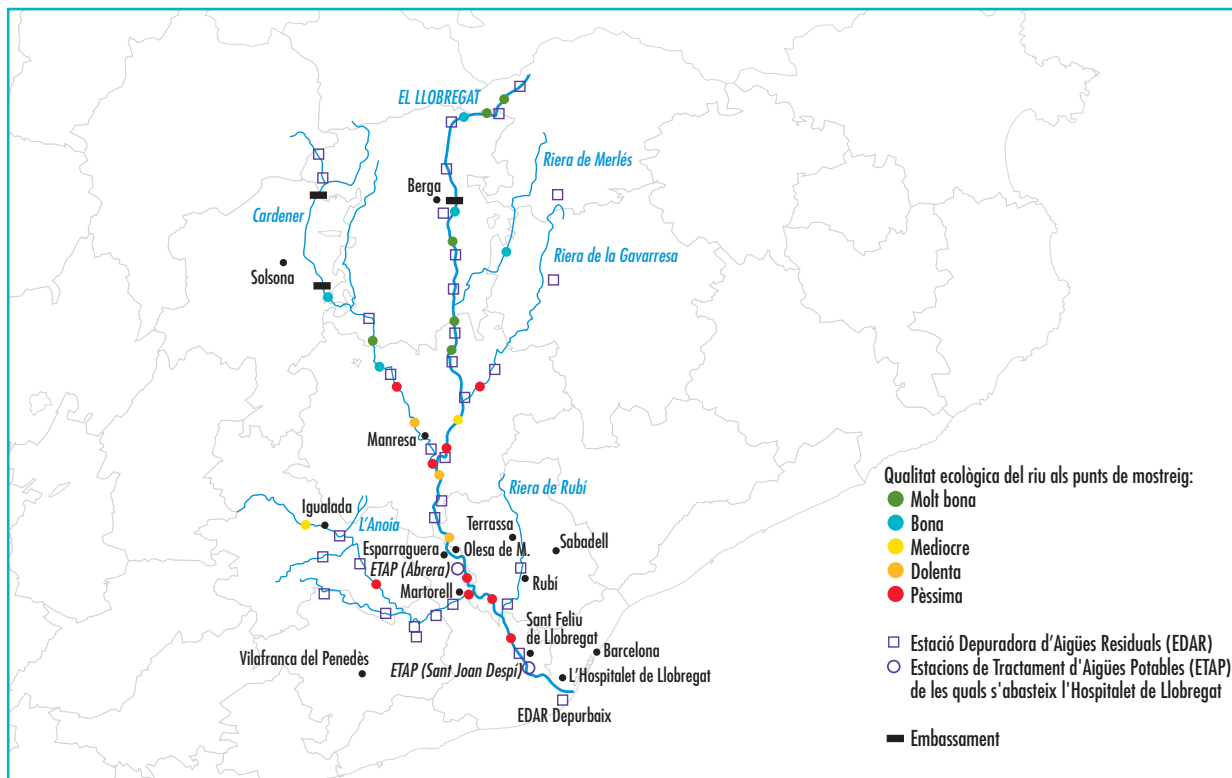 EL LLOBREGAT
Riera de Merlés
Berga
Cardener
Riera de la Gavarresa
Solsona
Manresa
Riera de Rubí
Igualada
L'Anoia
Terrassa
Sabadell
Esparraguera
Olesa de M.
ETAP (Abrera)
Rubí
Martorell
Sant Feliu
de Llobregat
Barcelona
Vilafranca del Penedès
ETAP (Sant Joan Despí)
L'Hospitalet de Llobregat
EDAR Depurbaix
Qualitat ecològica del riu als punts de mostreig:
Molt bona
Bona
Mediocre
Dolenta
Pèssima
Estació Depuradora d'Aigües Residuals (EDAR)
Estacions de Tractament d'Aigües Potables (ETAP)
de les quals s'abasteix l'Hospitalet de Llobregat
Embassament